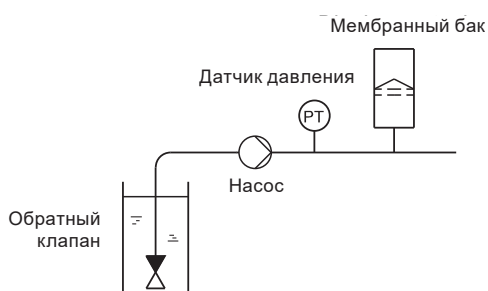 Мембранный бак
Датчик давления
PT
Насос
Обратный
клапан